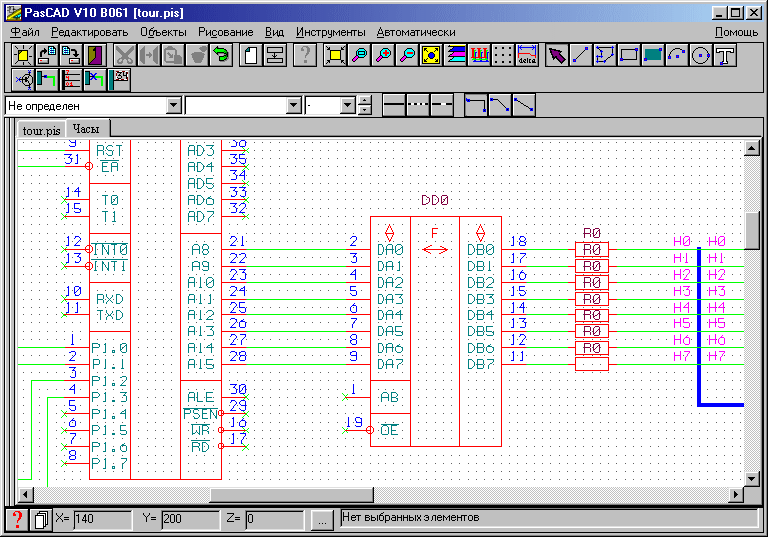 PasCAD V10 B061 [tour.pis]
Файл Редактировать Объекты Рисование Вид Инструменты Автоматически Помощь
delta
Не определен -
tour.pis Часы
9 RST AD3 36
31 EA AD4 35
AD5 34
14 T0 AD6 33
15 T1 AD7 32
DD0
F R0
12 INT0 A8 21 2 DA0 < > DB0 18 R0 H0 H0
13 INT1 A9 22 3 DA1 DB1 17 R0 H1 H1
A10 23 4 DA2 DB2 16 R0 H2 H2
10 RXD A11 24 5 DA3 DB3 15 R0 H3 H3
11 TXD A12 25 6 DA4 DB4 14 R0 H4 H4
A13 26 7 DA5 DB5 13 R0 H5 H5
1 P1.0 A14 27 8 DA6 DB6 12 R0 H6 H6
2 P1.1 A15 28 9 DA7 DB7 11 H7 H7
3 P1.2
4 P1.3 ALE 30 1 AB
5 P1.4 PSEN 29
6 P1.5 WR 16 19 OE
7 P1.6 RD 17
8 P1.7
X= 140 Y= 200 Z= 0 ... Нет выбранных элементов